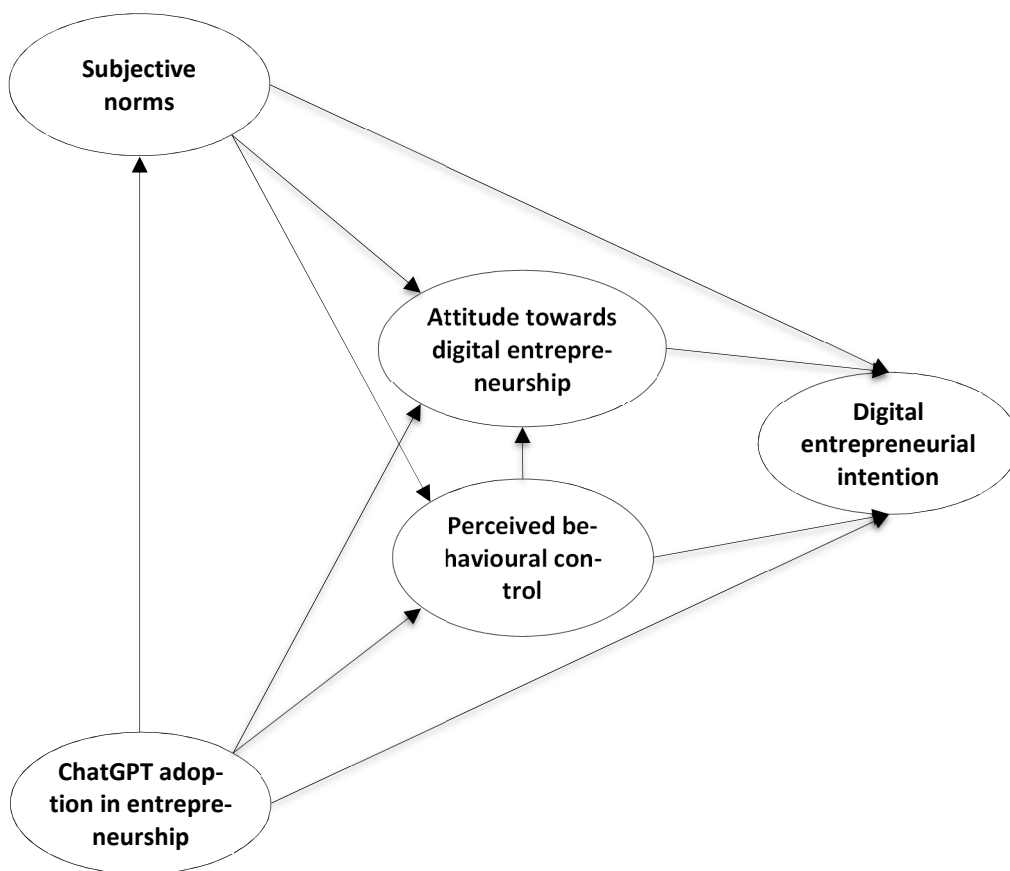 Subjective
norms
Attitude towards
digital entrepre-
neurship
Digital
entrepreneurial
intention
Perceived be-
havioural con-
trol
ChatGPT adop-
tion in entrepre-
neurship